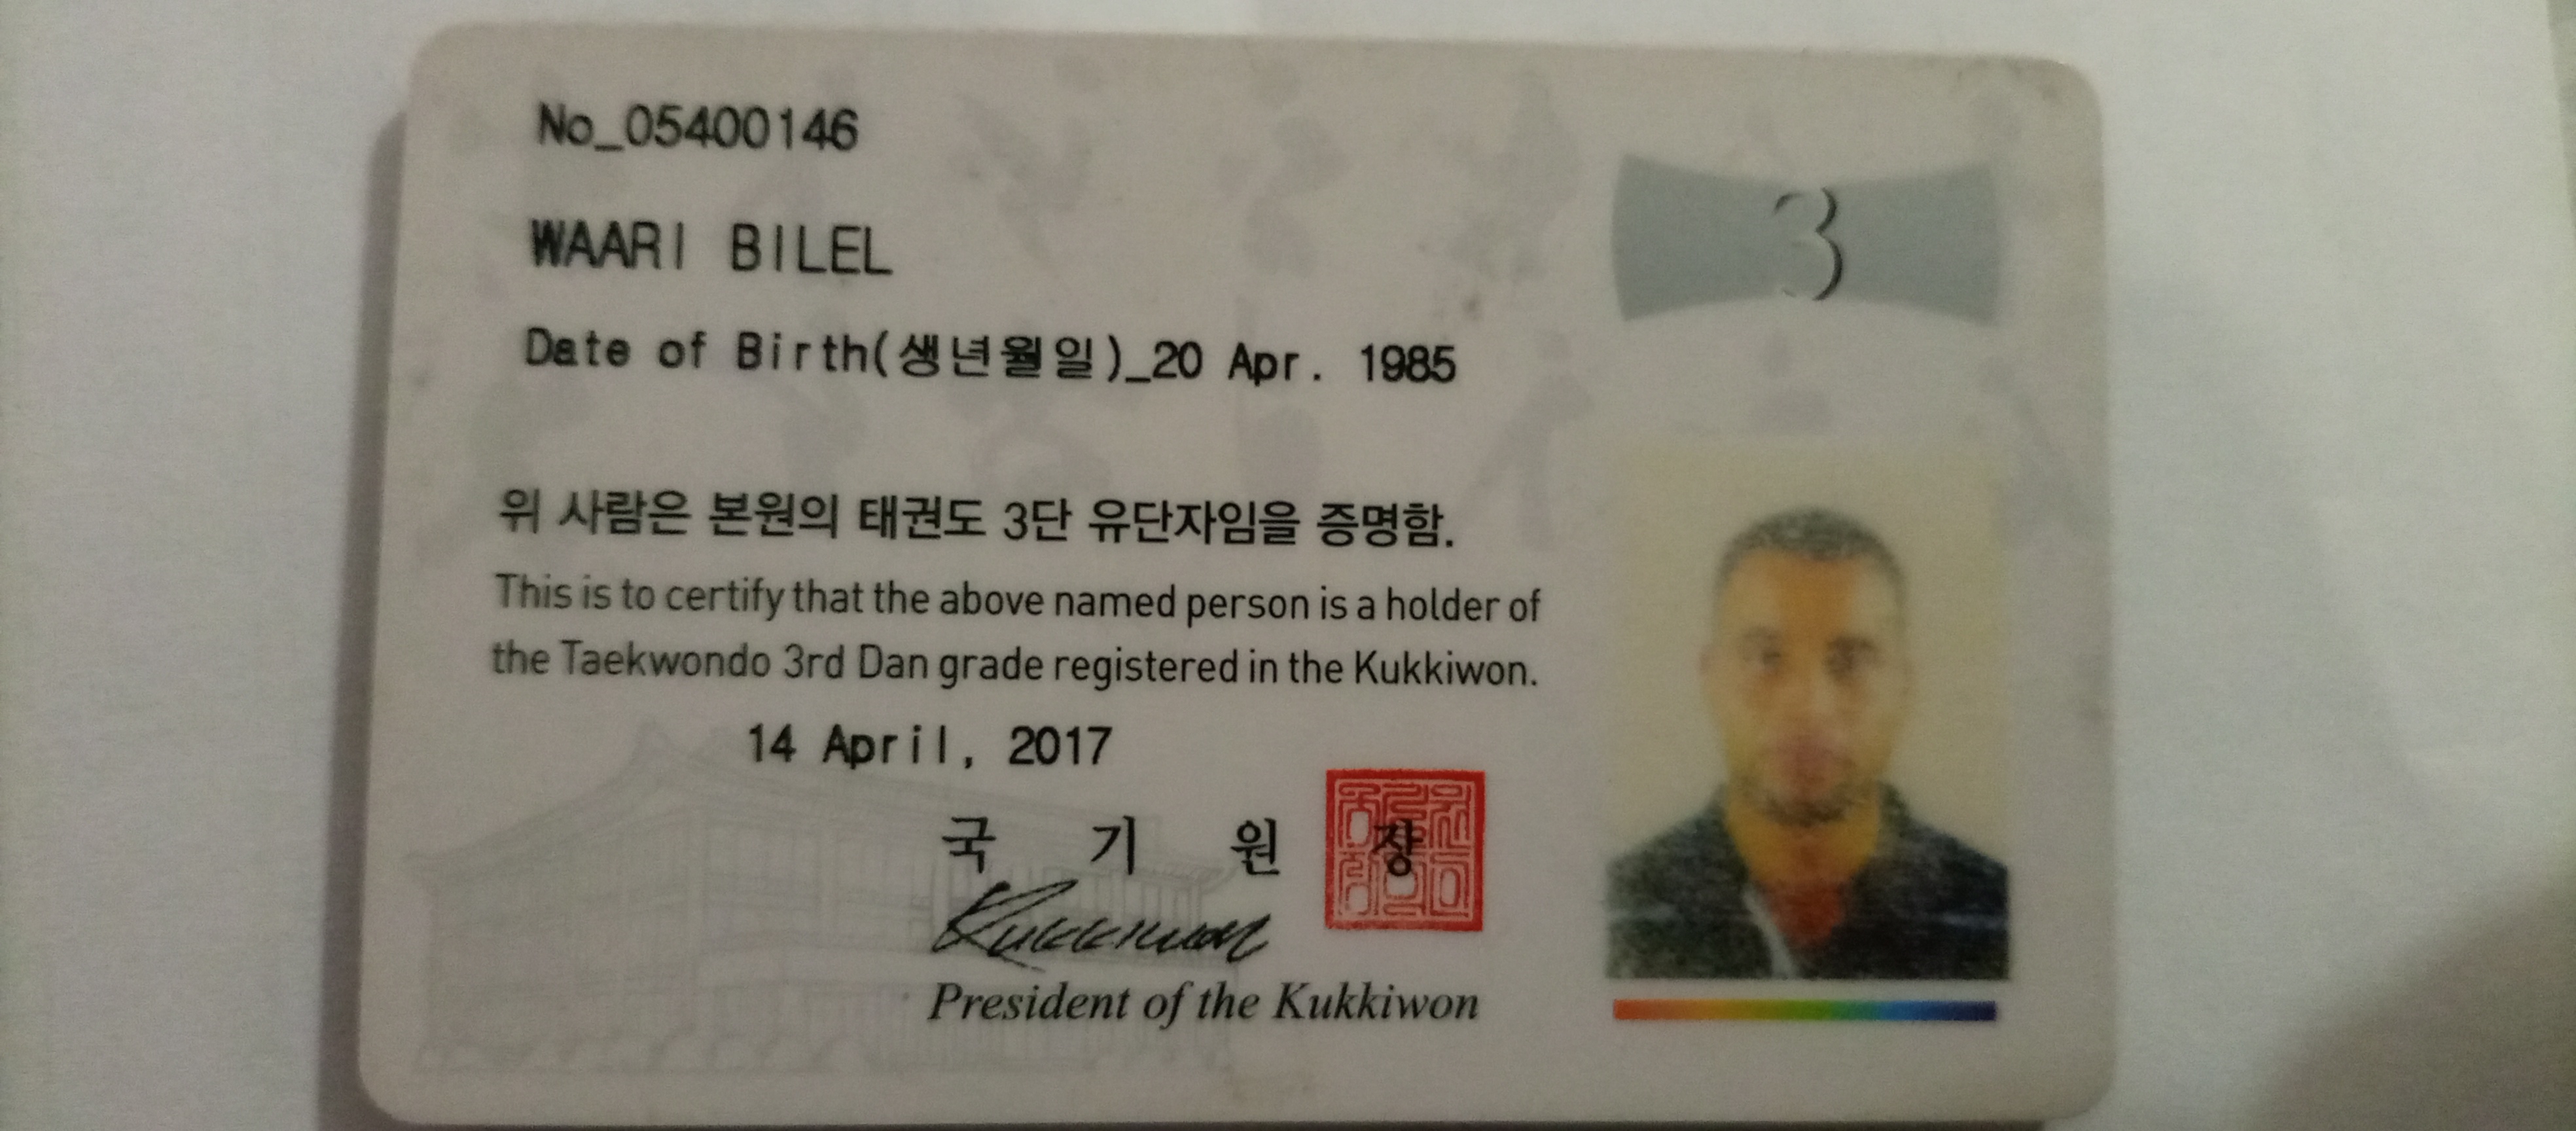 No_05400146
3
WAARI BILEL
Date of Birth(생년월일)_20 Apr. 1985
위 사람은 본원의 태권도 3단 유단자임을 증명함.
This is to certify that the above named person is a holder of
the Taekwondo 3rd Dan grade registered in the Kukkiwon.
14 April, 2017
국 기 원 장
Kukkiwon
President of the Kukkiwon